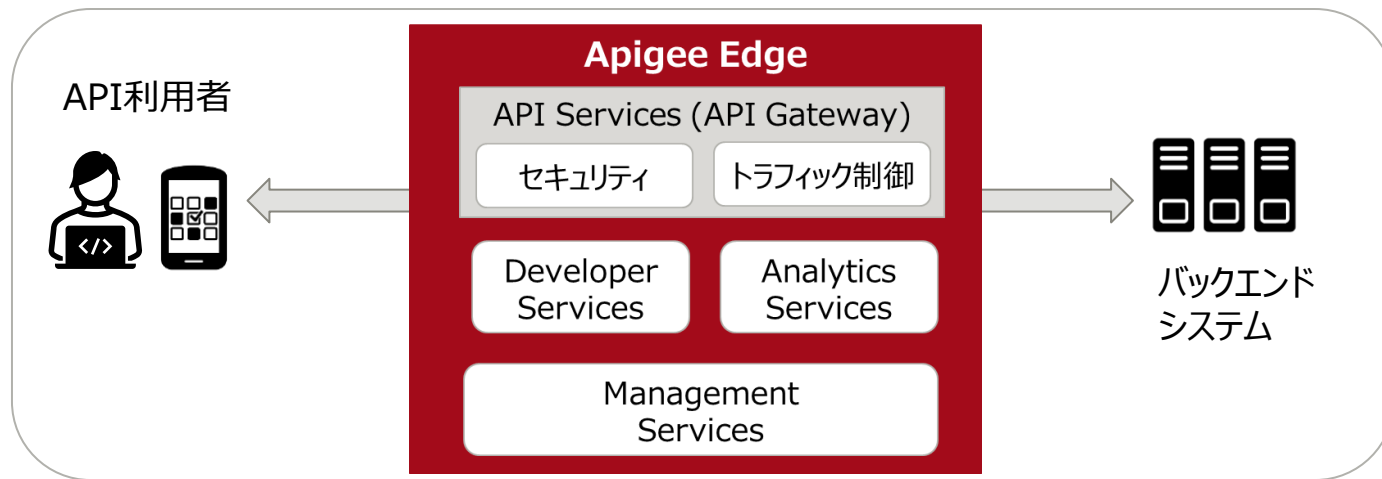 Apigee Edge
API利用者
API Services (API Gateway)
セキュリティ
トラフィック制御
</>
Developer
Services
Analytics
Services
バックエンド
システム
Management
Services